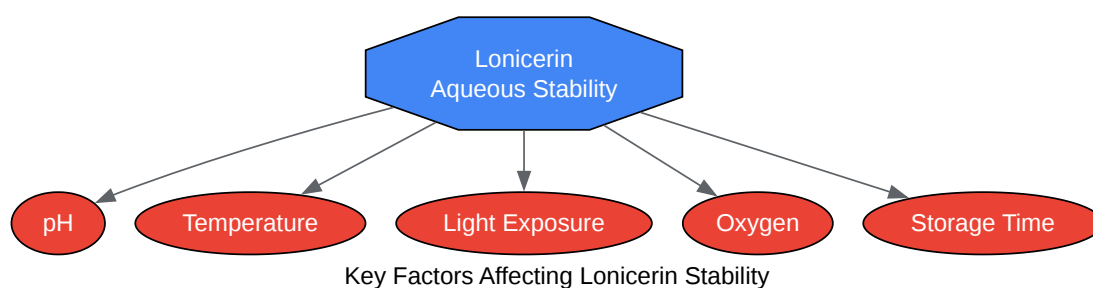 Lonicerin
Aqueous Stability
pH
Temperature
Light Exposure
Oxygen
Storage Time
Key Factors Affecting Lonicerin Stability